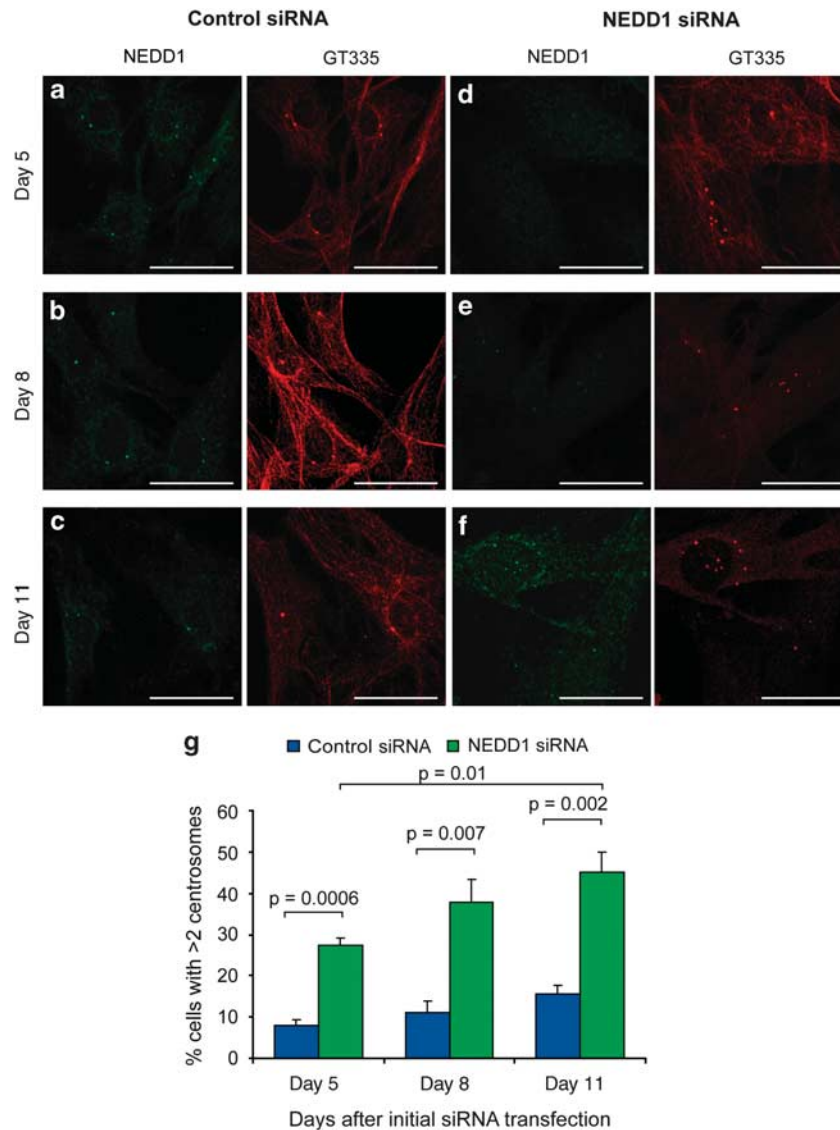 Control siRNA NEDD1 siRNA
NEDD1 GT335 NEDD1 GT335
a d
Day 5
b e
Day 8
c f
Day 11
g
Control siRNA NEDD1 siRNA
p = 0.01
p = 0.002
p = 0.007
p = 0.0006
% cells with >2 centrosomes
60
50
40
30
20
10
0
Day 5 Day 8 Day 11
Days after initial siRNA transfection